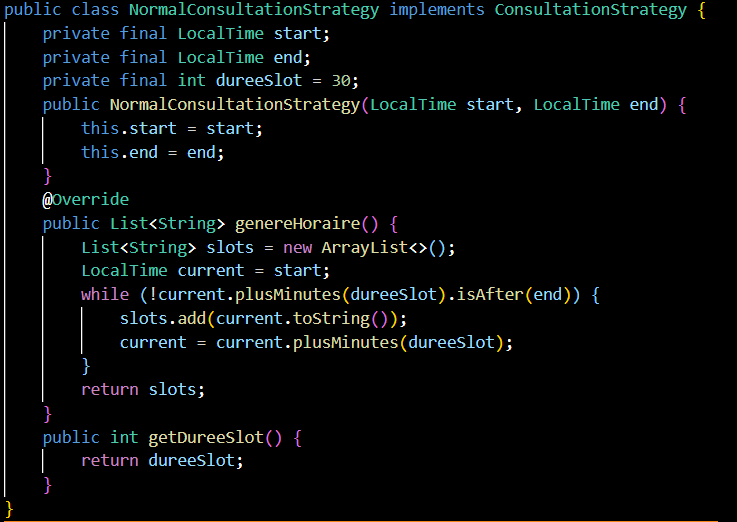 public class NormalConsultationStrategy implements ConsultationStrategy {
    private final LocalTime start;
    private final LocalTime end;
    private final int dureeSlot = 30;
    public NormalConsultationStrategy(LocalTime start, LocalTime end) {
        this.start = start;
        this.end = end;
    }
    @Override
    public List<String> genereHoraire() {
        List<String> slots = new ArrayList<>();
        LocalTime current = start;
        while (!current.plusMinutes(dureeSlot).isAfter(end)) {
            slots.add(current.toString());
            current = current.plusMinutes(dureeSlot);
        }
        return slots;
    }
    public int getDureeSlot() {
        return dureeSlot;
    }
}